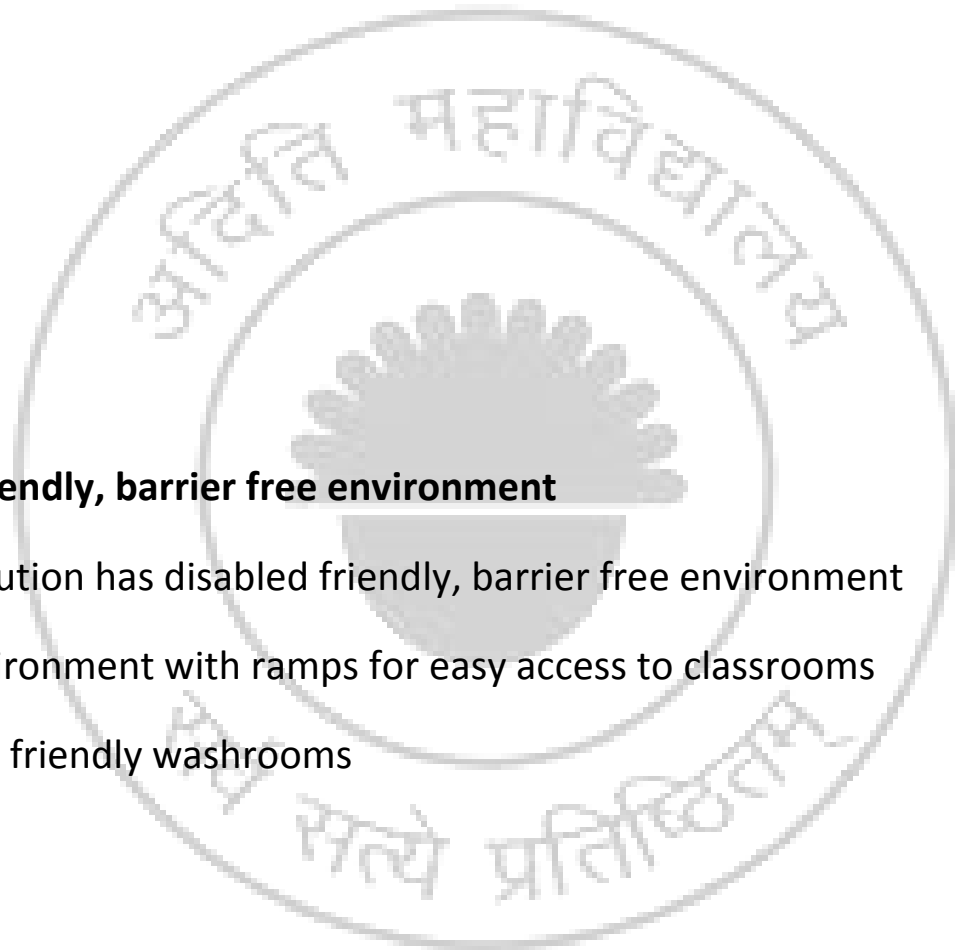 अदिति महाविद्यालय
endly, barrier free environment
ution has disabled friendly, barrier free environment
ironment with ramps for easy access to classrooms
friendly washrooms
सत्ये प्रतिष्ठितम्